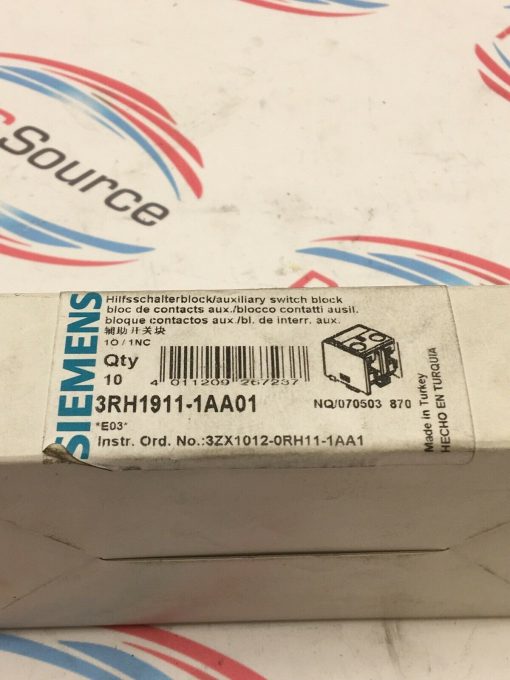 Source
SIEMENS
Hilfsschalterblock/auxiliary switch block
bloc de contacts aux./blocco contatti ausil.
bloque contactos aux./bl. de interr. aux.
辅助开关块
1O / 1NC
Qty
10
4 011209 267237
3RH1911-1AA01
NQ/070503 870
*E03*
Instr. Ord. No.:3ZX1012-0RH11-1AA1
Made in Turkey
HECHO EN TURQUIA